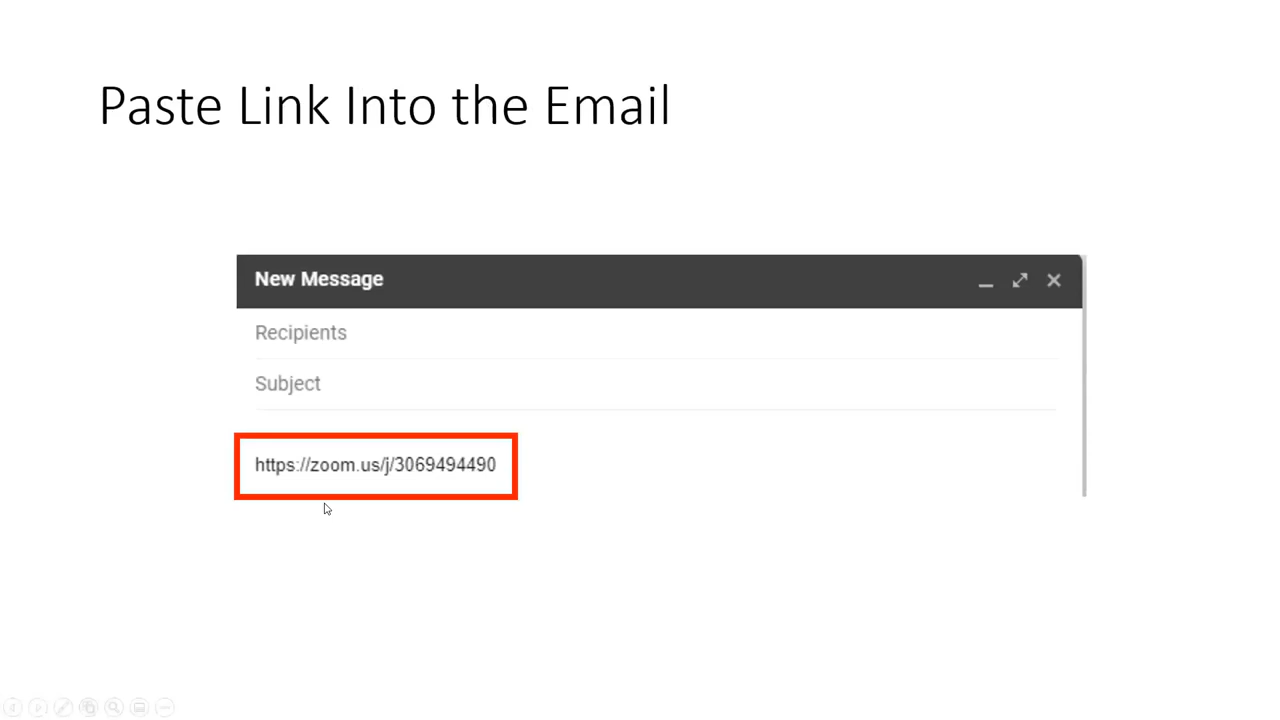 Paste Link Into the Email
New Message
Recipients
Subject
https://zoom.us/j/3069494490